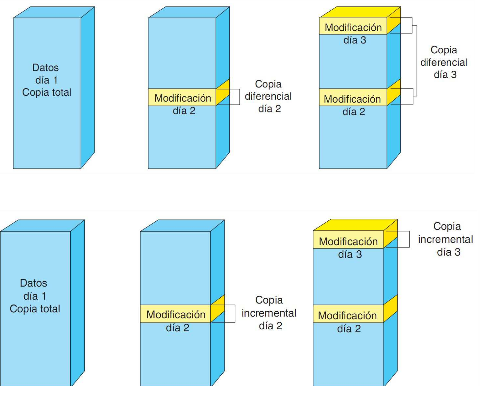 Datos
día 1
Copia total
Modificación
día 2
Copia
diferencial
día 2
Modificación
día 3
Modificación
día 2
Copia
diferencial
día 3
Datos
día 1
Copia total
Modificación
día 2
Copia
incremental
día 2
Modificación
día 3
Modificación
día 2
Copia
incremental
día 3